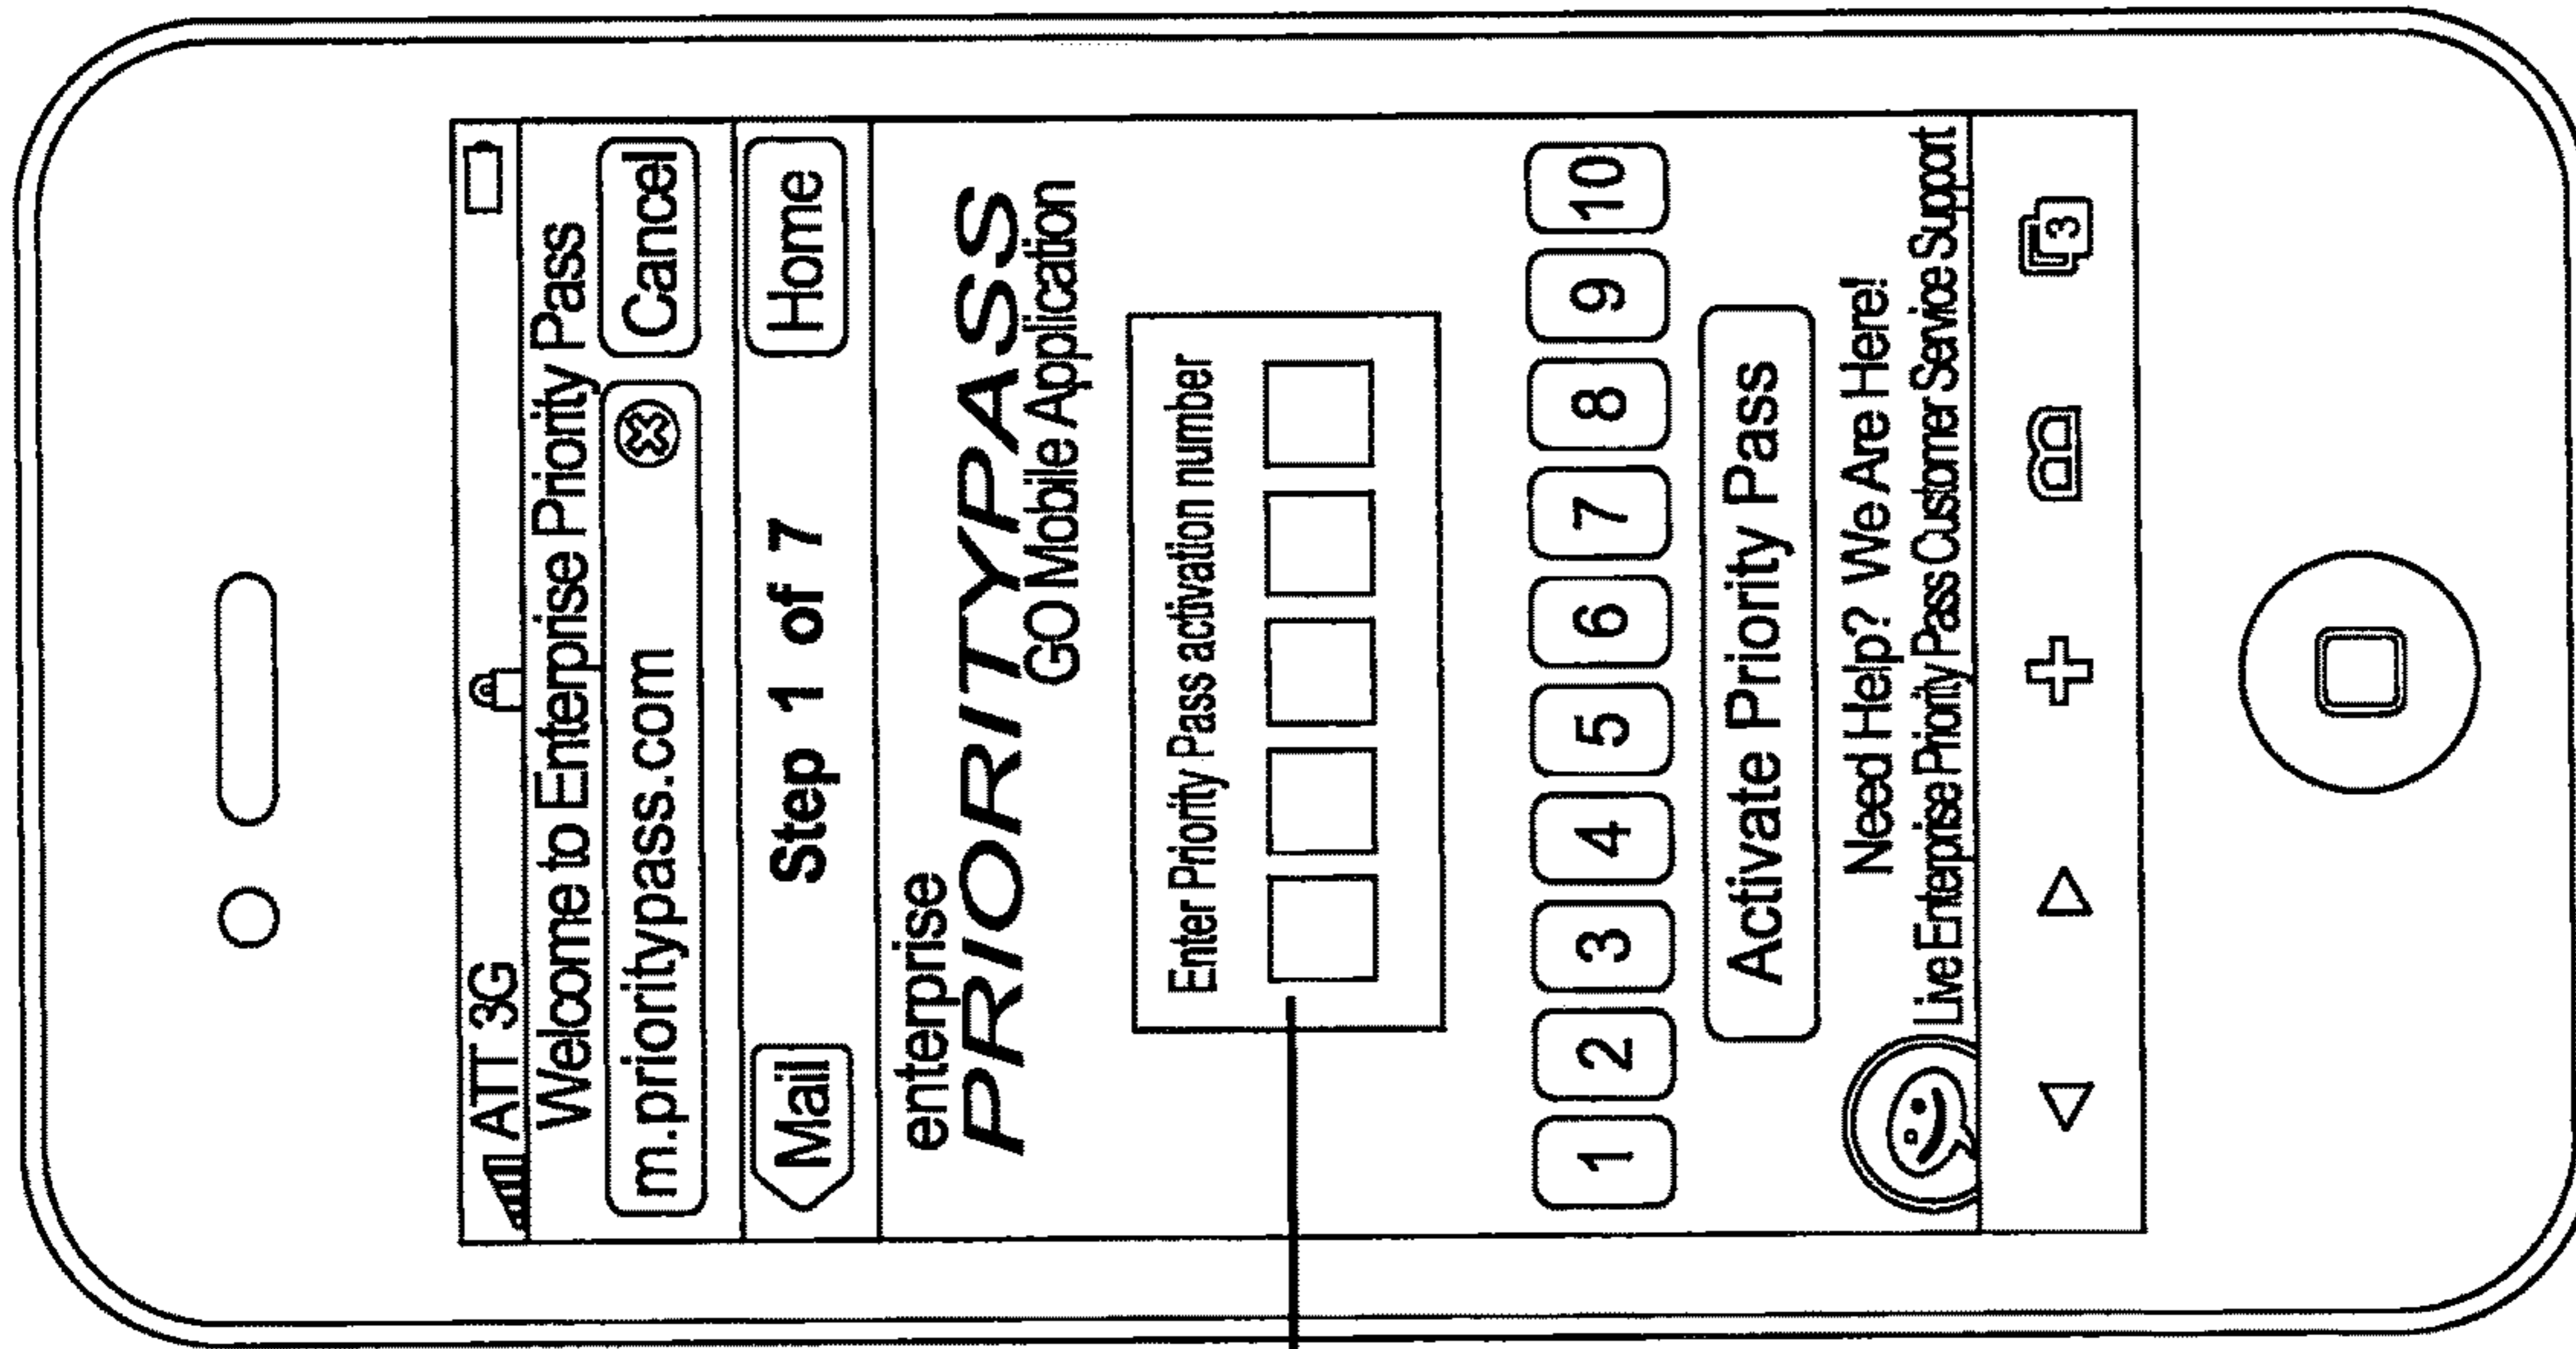 ATT 3G
Welcome to Enterprise Priority Pass
m.prioritypass.com Cancel
Mail Step 1 of 7 Home
enterprise
PRIORITYPASS
GO Mobile Application
Enter Priority Pass activation number
1 2 3 4 5 6 7 8 9 10
Activate Priority Pass
Need Help? We Are Here!
Live Enterprise Priority Pass Customer Service Support
3